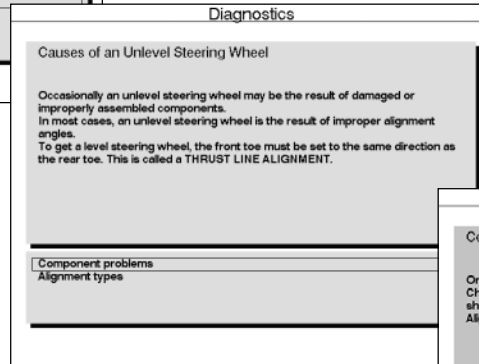 Diagnostics
Causes of an Unlevel Steering Wheel
Occasionally an unlevel steering wheel may be the result of damaged or
improperly assembled components.
In most cases, an unlevel steering wheel is the result of improper alignment
angles.
To get a level steering wheel, the front toe must be set to the same direction as
the rear toe. This is called a THRUST LINE ALIGNMENT.
Component problems
Alignment types